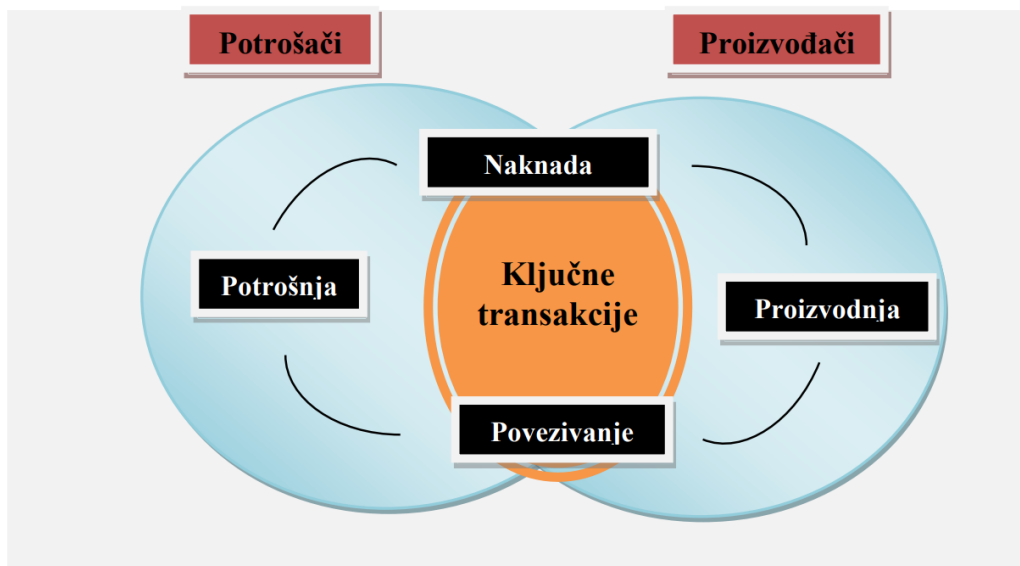 Potrošači
Proizvođači
Naknada
Potrošnja
Ključne
transakcije
Proizvodnja
Povezivanje